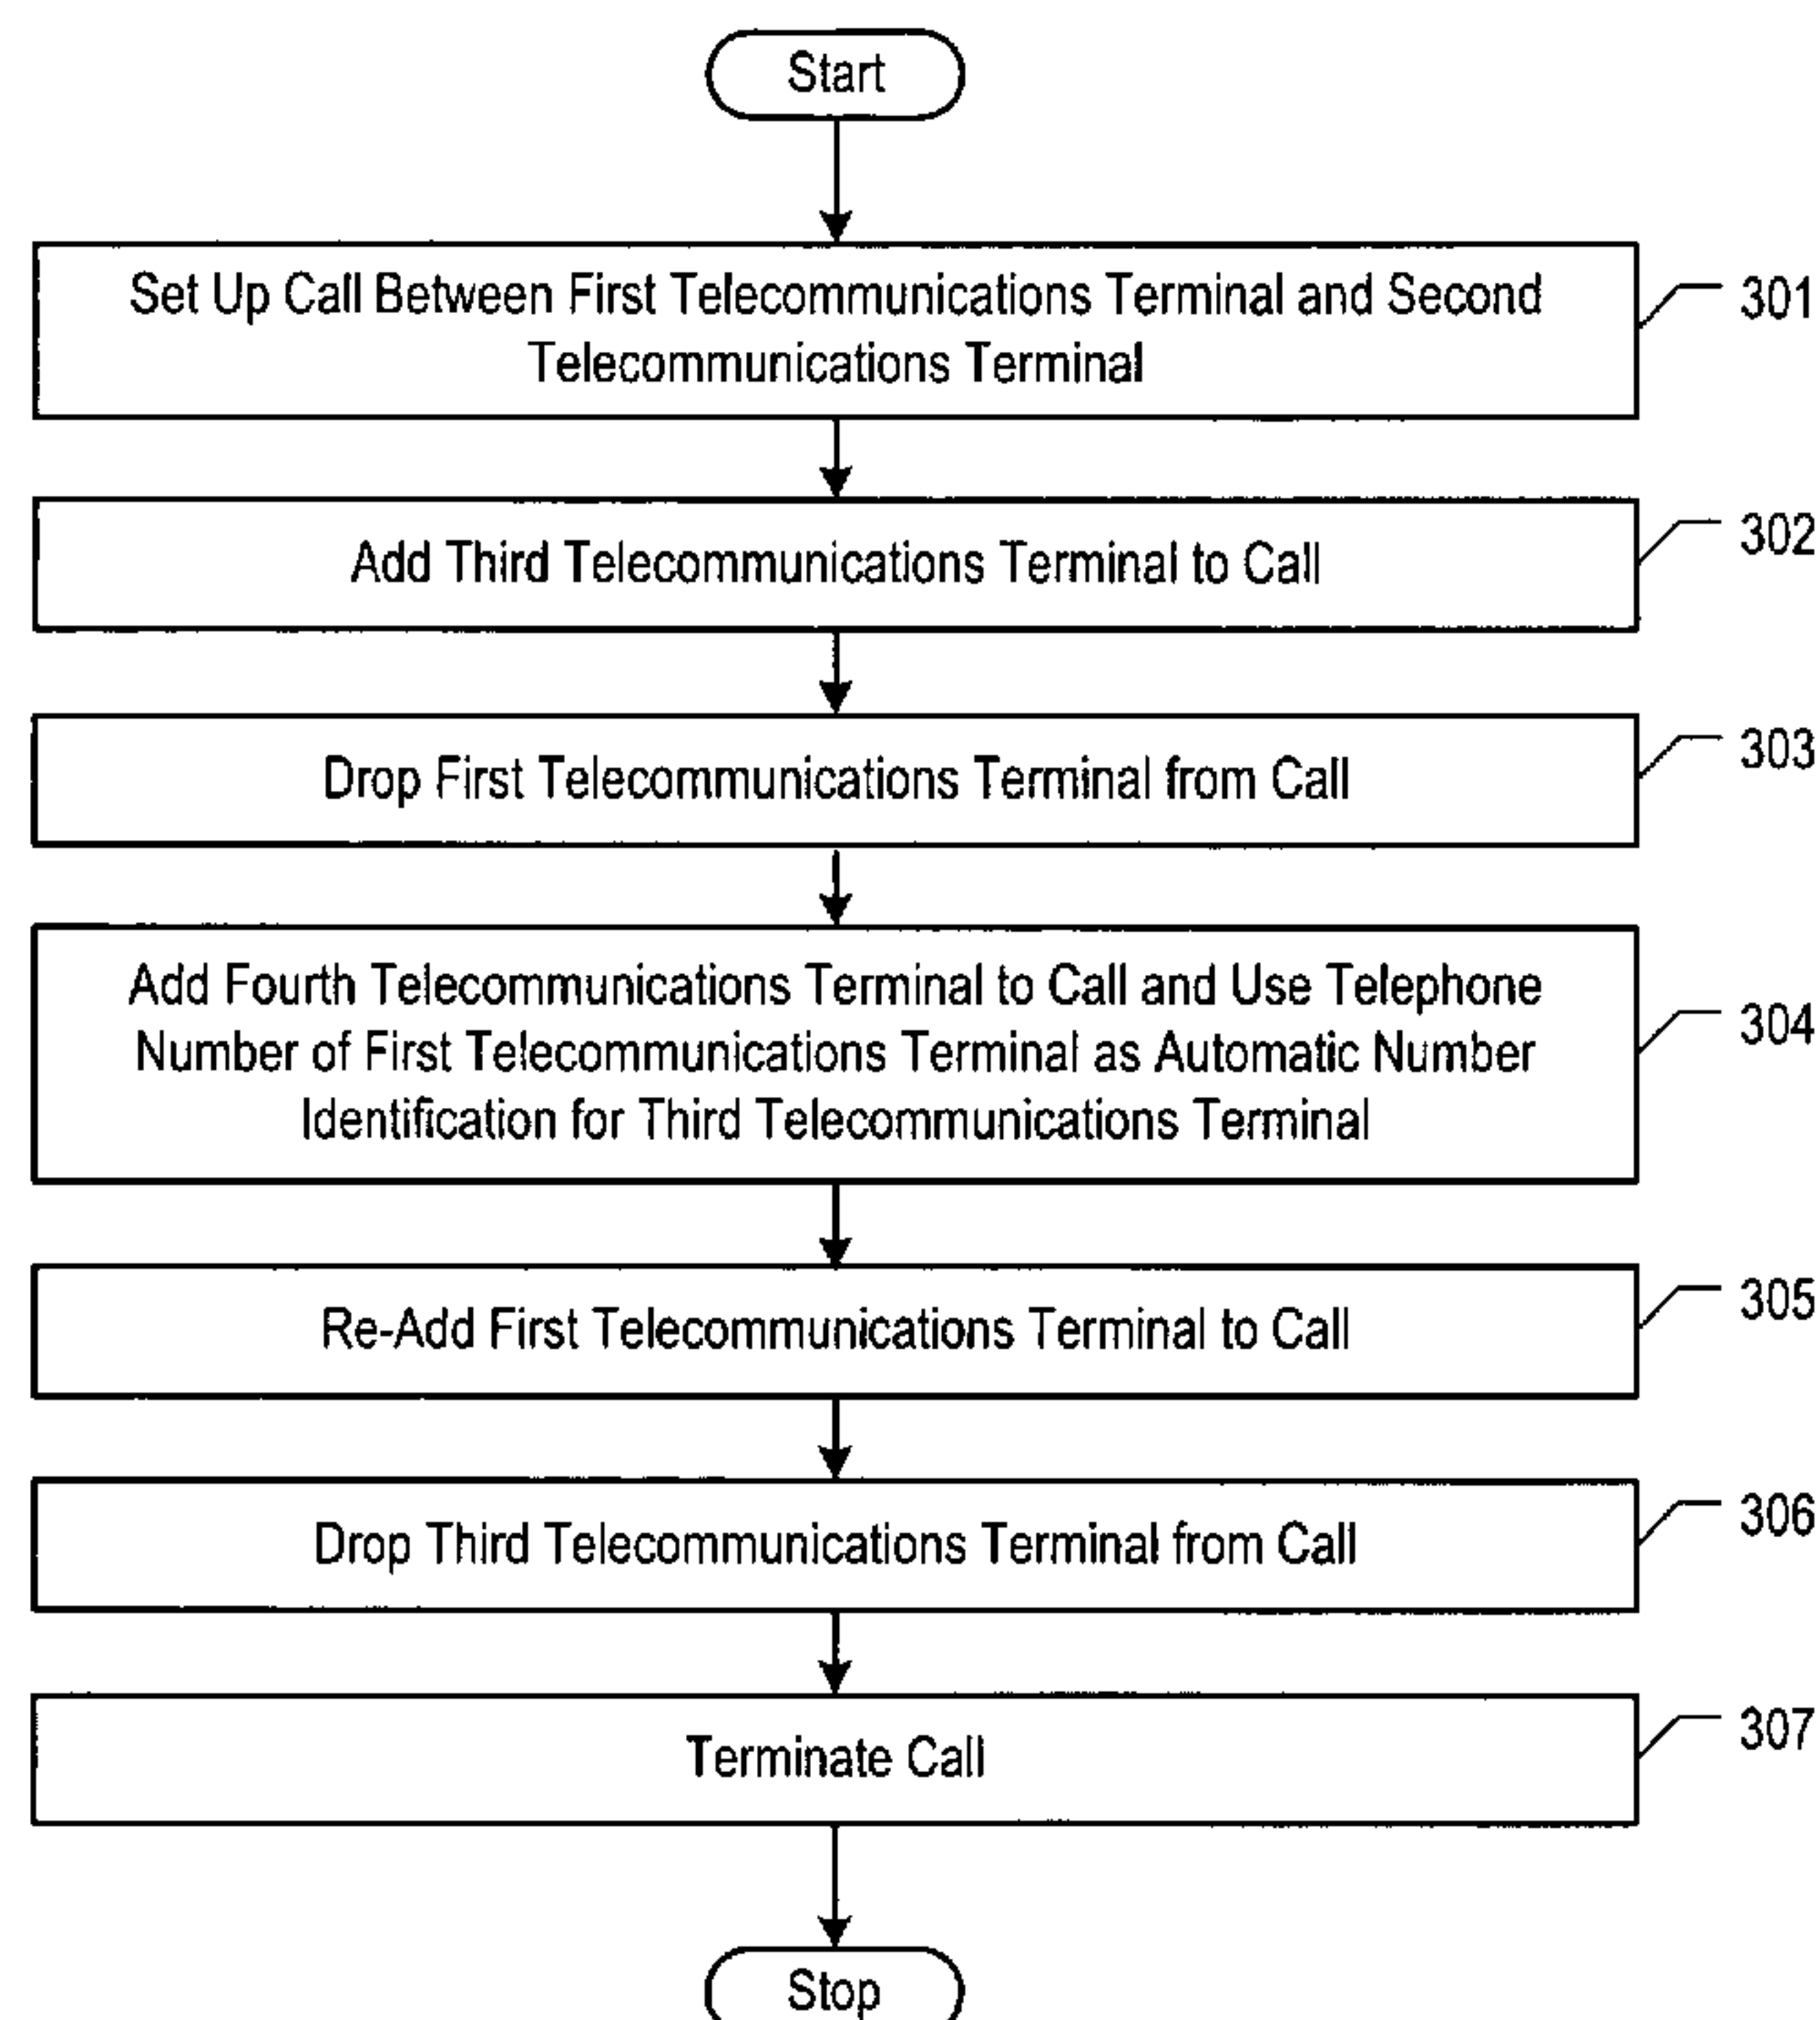 Start
Set Up Call Between First Telecommunications Terminal and Second
Telecommunications Terminal
301
Add Third Telecommunications Terminal to Call
302
Drop First Telecommunications Terminal from Call
303
Add Fourth Telecommunications Terminal to Call and Use Telephone
Number of First Telecommunications Terminal as Automatic Number
Identification for Third Telecommunications Terminal
304
Re-Add First Telecommunications Terminal to Call
305
Drop Third Telecommunications Terminal from Call
306
Terminate Call
307
Stop